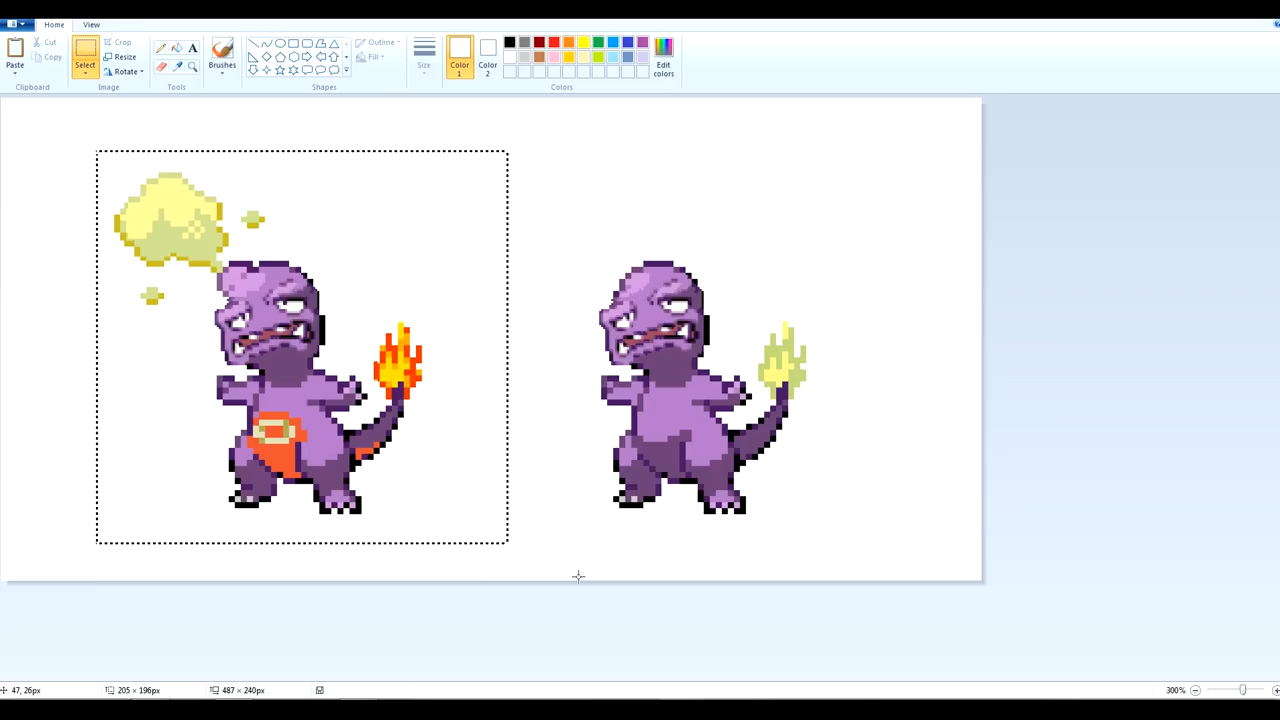 Home View
Paste
Cut
Copy
Clipboard
Select
Crop
Resize
Rotate
Image
A
Tools
Brushes
Outline
Fill
Shapes
Size
Color
1
Color
2
Edit
colors
Colors
47, 26px
205 × 196px
487 × 240px
300%